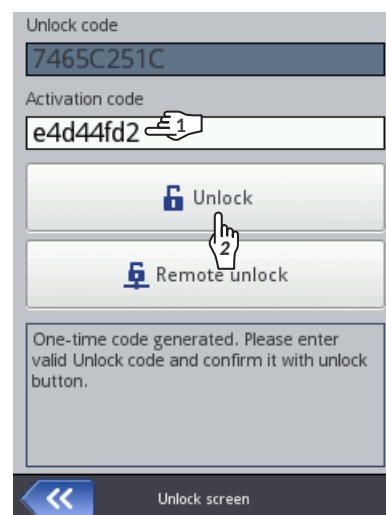 Unlock code
7465C251C
Activation code
e4d44fd2
1
Unlock
2
Remote unlock
One-time code generated. Please enter
valid Unlock code and confirm it with unlock
button.
Unlock screen